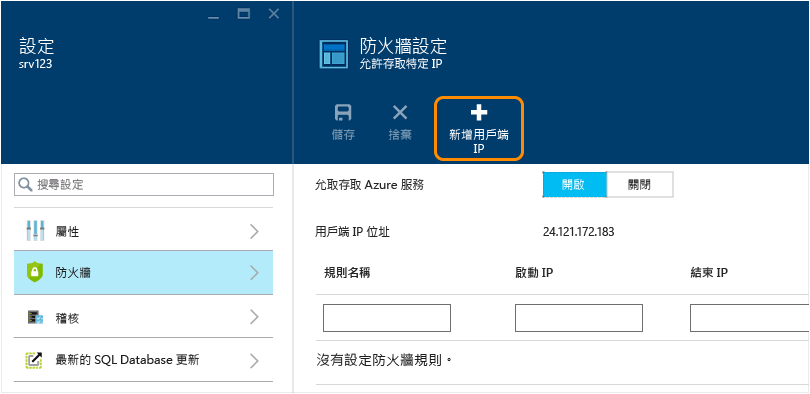 設定
srv123
防火牆設定
允許存取特定 IP
儲存
捨棄
新增用戶端
IP
搜尋設定
屬性
防火牆
稽核
最新的 SQL Database 更新
允取存取 Azure 服務
開啟
關閉
用戶端 IP 位址
24.121.172.183
規則名稱
啟動 IP
結束 IP
沒有設定防火牆規則。